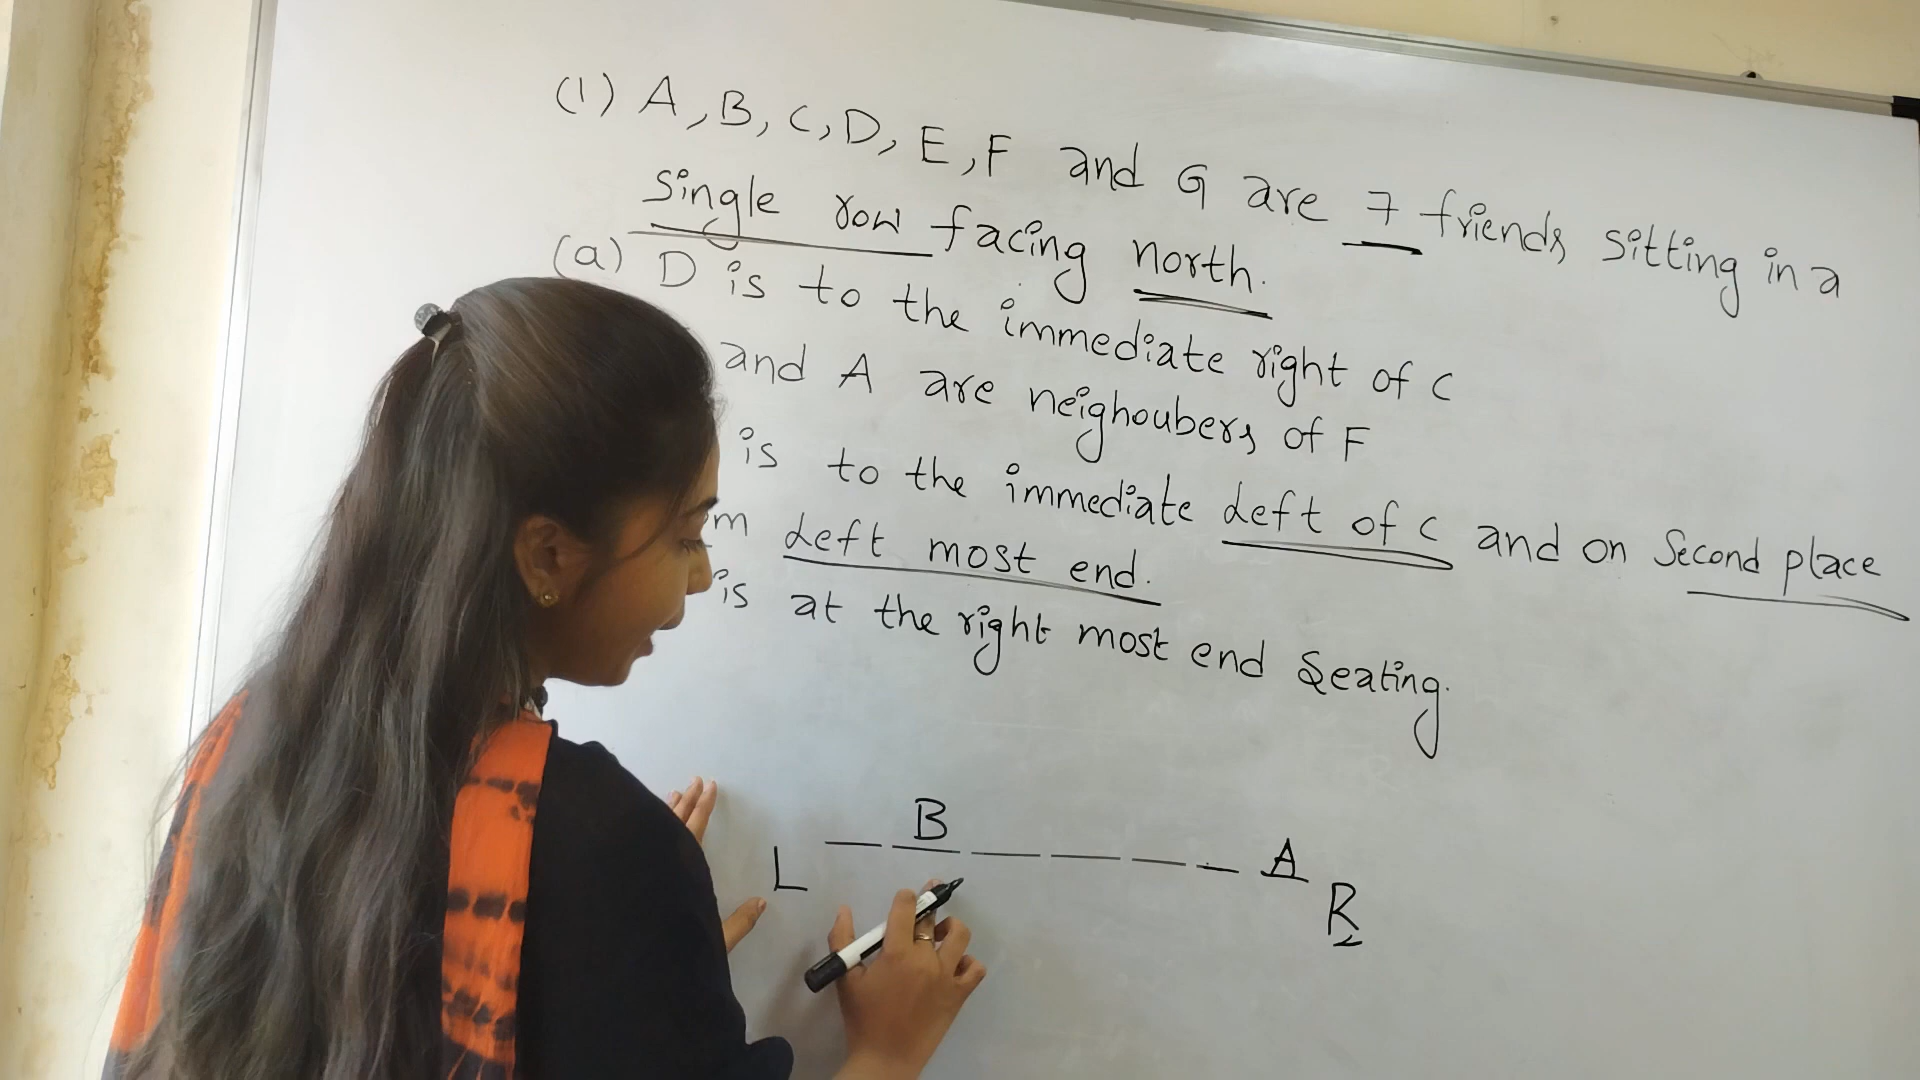 (1) A, B, C, D, E, F and G are 7 friends sitting in a
single row facing north.
(a) D is to the immediate right of C
and A are neighoubers of F
is to the immediate Left of C and on Second place
m Left most end.
is at the right most end Seating.
B
L A R